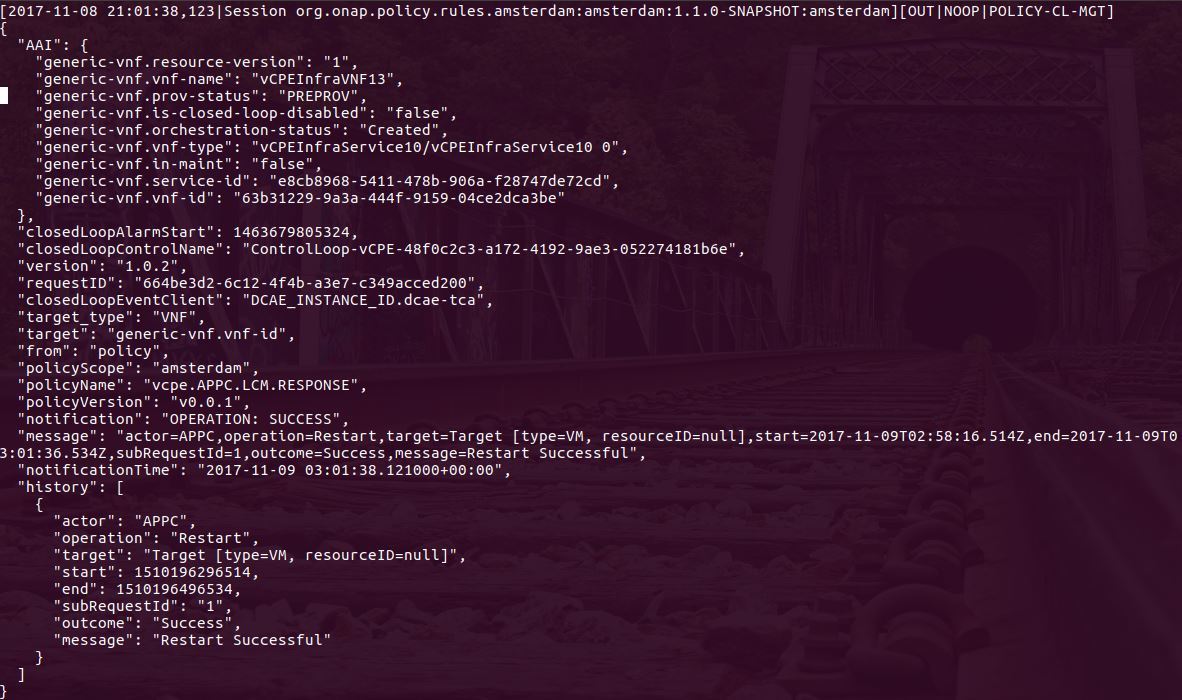 [2017-11-08 21:01:38,123|Session org.onap.policy.rules.amsterdam:amsterdam:1.1.0-SNAPSHOT:amsterdam][OUT|NOOP|POLICY-CL-MGT]
{
  "AAI": {
    "generic-vnf.resource-version": "1",
    "generic-vnf.vnf-name": "vCPEInfraVNF13",
    "generic-vnf.prov-status": "PREPROV",
    "generic-vnf.is-closed-loop-disabled": "false",
    "generic-vnf.orchestration-status": "Created",
    "generic-vnf.vnf-type": "vCPEInfraService10/vCPEInfraService10 0",
    "generic-vnf.in-maint": "false",
    "generic-vnf.service-id": "e8cb8968-5411-478b-906a-f28747de72cd",
    "generic-vnf.vnf-id": "63b31229-9a3a-444f-9159-04ce2dca3be"
  },
  "closedLoopAlarmStart": 1463679805324,
  "closedLoopControlName": "ControlLoop-vCPE-48f0c2c3-a172-4192-9ae3-052274181b6e",
  "version": "1.0.2",
  "requestID": "664be3d2-6c12-4f4b-a3e7-c349acced200",
  "closedLoopEventClient": "DCAE_INSTANCE_ID.dcae-tca",
  "target_type": "VNF",
  "target": "generic-vnf.vnf-id",
  "from": "policy",
  "policyScope": "amsterdam",
  "policyName": "vcpe.APPC.LCM.RESPONSE",
  "policyVersion": "v0.0.1",
  "notification": "OPERATION: SUCCESS",
  "message": "actor=APPC,operation=Restart,target=Target [type=VM, resourceID=null],start=2017-11-09T02:58:16.514Z,end=2017-11-09T0
3:01:36.534Z,subRequestId=1,outcome=Success,message=Restart Successful",
  "notificationTime": "2017-11-09 03:01:38.121000+00:00",
  "history": [
    {
      "actor": "APPC",
      "operation": "Restart",
      "target": "Target [type=VM, resourceID=null]",
      "start": 1510196296514,
      "end": 1510196496534,
      "subRequestId": "1",
      "outcome": "Success",
      "message": "Restart Successful"
    }
  ]
}